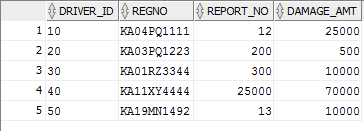 DRIVER_ID REGNO REPORT_NO DAMAGE_AMT
1 10 KA04PQ1111 12 25000
2 20 KA03PQ1223 200 500
3 30 KA01RZ3344 300 10000
4 40 KA11XY4444 25000 70000
5 50 KA19MN1492 13 10000